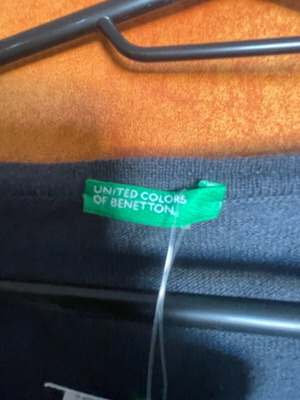 UNITED COLORS
OF BENETTON.